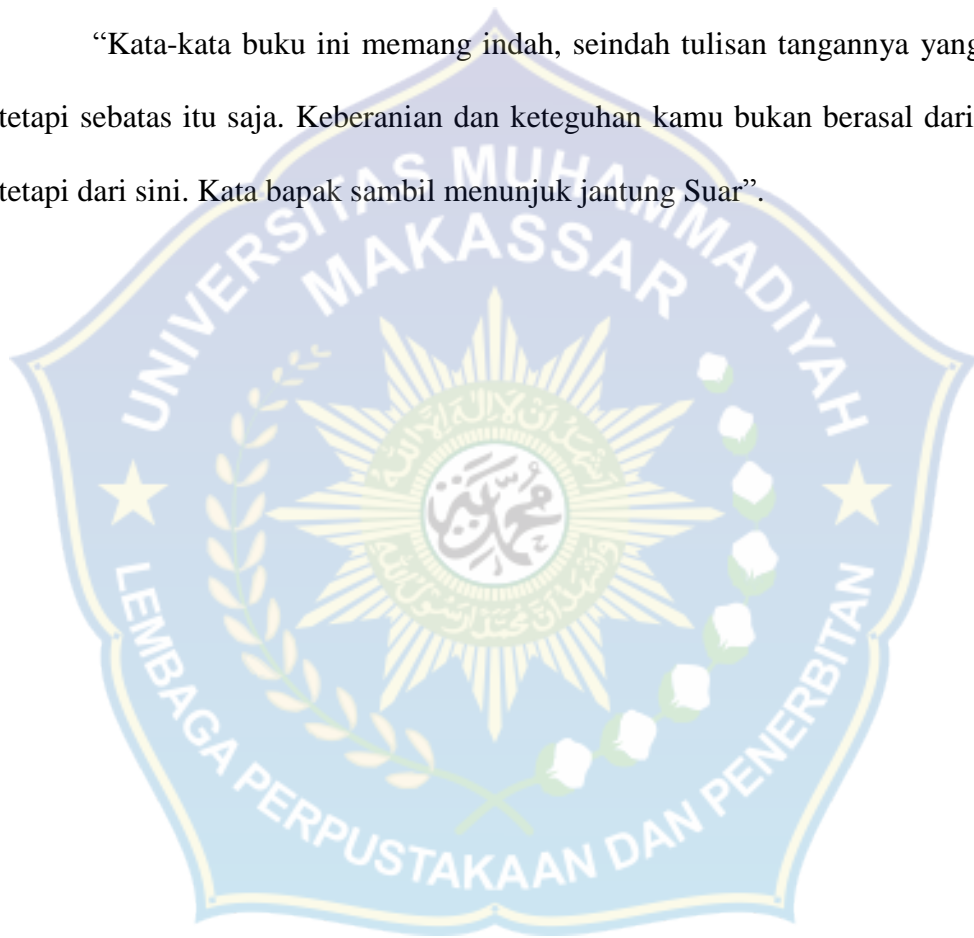 “Kata-kata buku ini memang indah, seindah tulisan tangannya yang
tetapi sebatas itu saja. Keberanian dan keteguhan kamu bukan berasal dari
tetapi dari sini. Kata bapak sambil menunjuk jantung Suar”.
UNIVERSITAS MUHAMMADIYAH
MAKASSAR
محمدية
LEMBAGA PERPUSTAKAAN DAN PENERBITAN